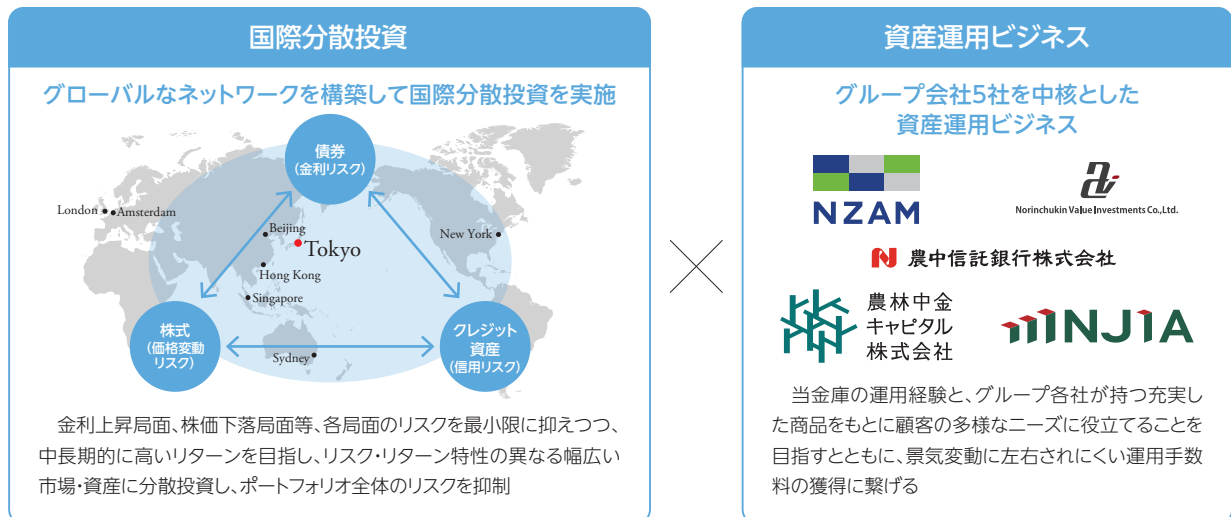 国際分散投資
グローバルなネットワークを構築して国際分散投資を実施
債券
(金利リスク)
London
Amsterdam
Beijing
Tokyo
New York
Hong Kong
Singapore
株式
(価格変動
リスク)
Sydney
クレジット
資産
(信用リスク)
金利上昇局面、株価下落局面等、各局面のリスクを最小限に抑えつつ、
中長期的に高いリターンを目指し、リスク・リターン特性の異なる幅広い
市場・資産に分散投資し、ポートフォリオ全体のリスクを抑制
資産運用ビジネス
グループ会社5社を中核とした
資産運用ビジネス
NZAM
Norinchukin Value Investments Co.,Ltd.
農中信託銀行株式会社
農林中金
キャピタル
株式会社
MINJIA
当金庫の運用経験と、グループ各社が持つ充実し
た商品をもとに顧客の多様なニーズに役立てることを
目指すとともに、景気変動に左右されにくい運用手数
料の獲得に繋げる